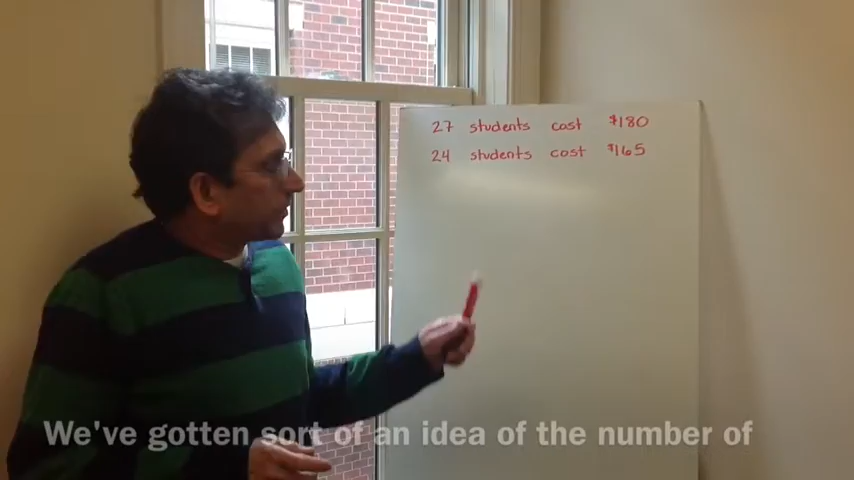 27 students cost $180
24 students cost $165
We've gotten sort of an idea of the number of